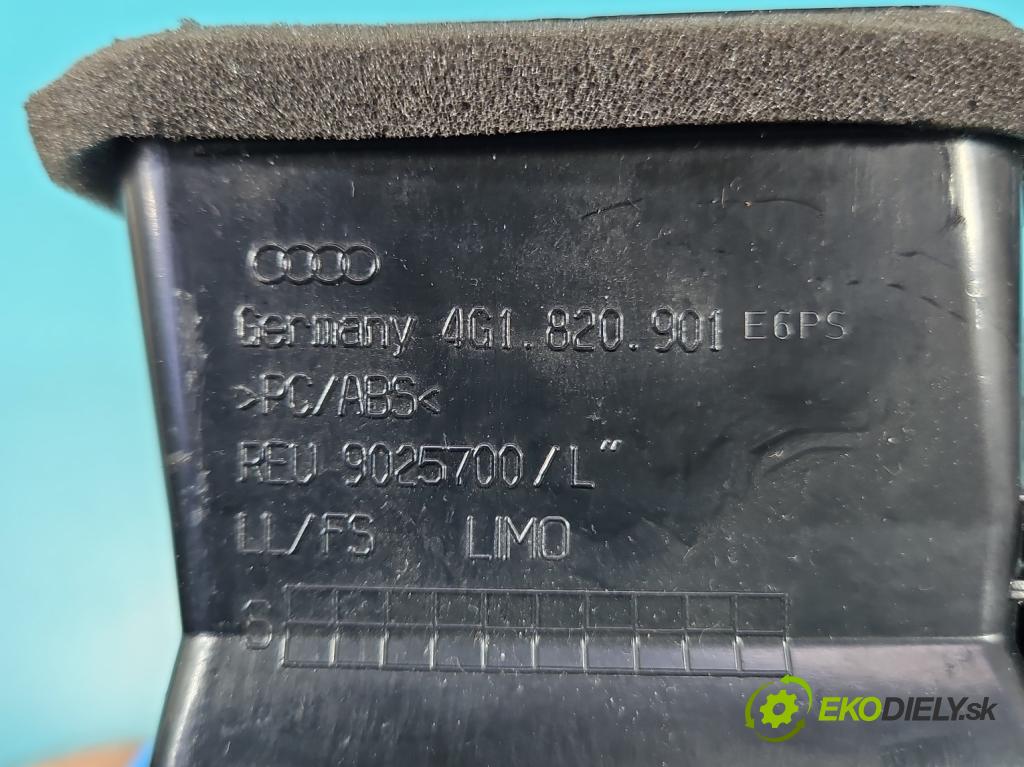 Germany 4G1.820.901 E6PS
>PC/ABS<
REU 9025700/L"
LL/FS LIMO
6
EKODIELY.sk